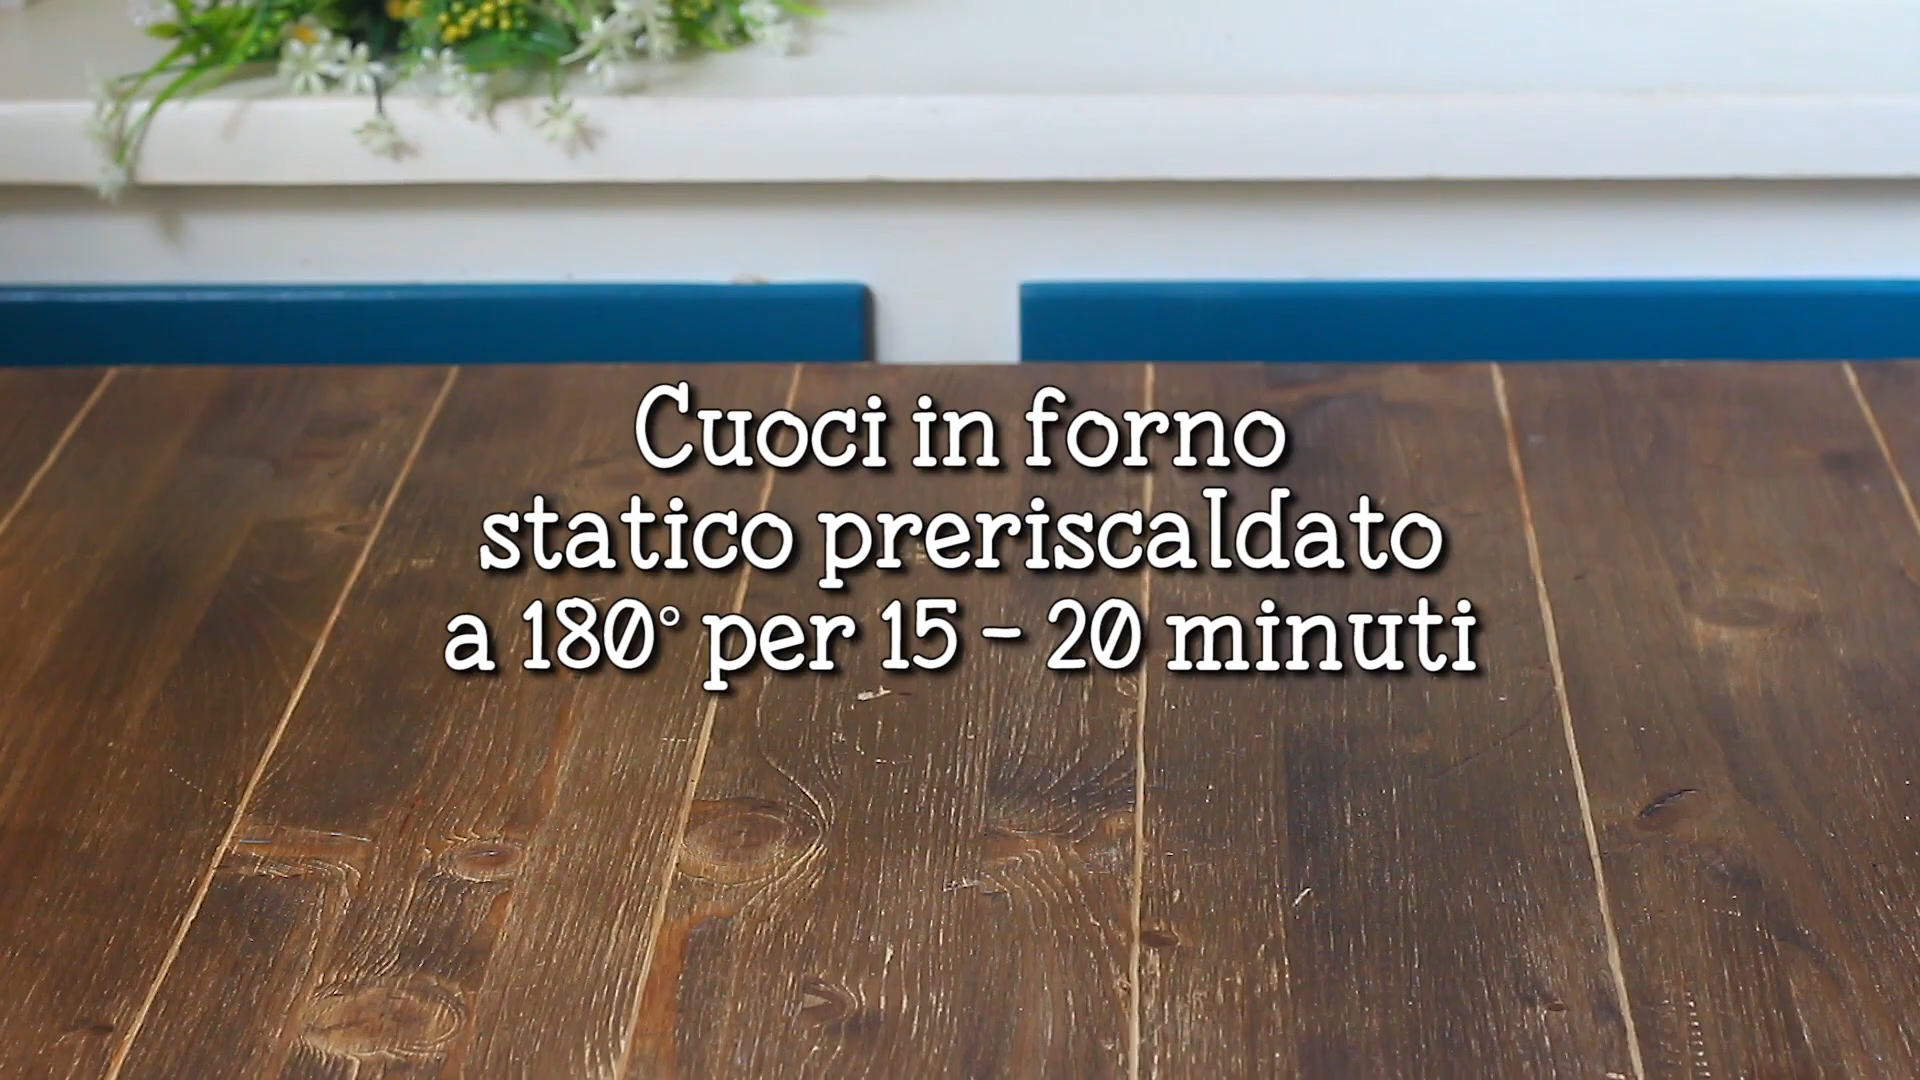 Cuoci in forno
statico preriscaldato
a 180° per 15 - 20 minuti